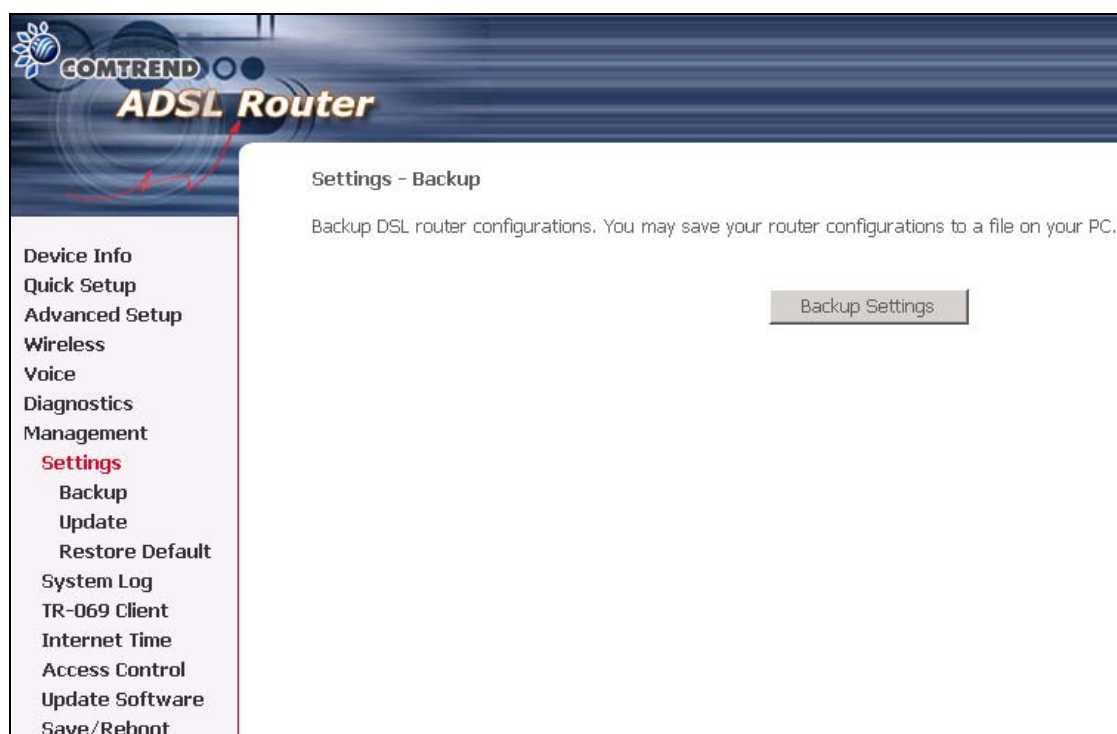 COMTREND
ADSL Router
Settings - Backup
Backup DSL router configurations. You may save your router configurations to a file on your PC.
Backup Settings
Device Info
Quick Setup
Advanced Setup
Wireless
Voice
Diagnostics
Management
Settings
Backup
Update
Restore Default
System Log
TR-069 Client
Internet Time
Access Control
Update Software
Save/Reboot